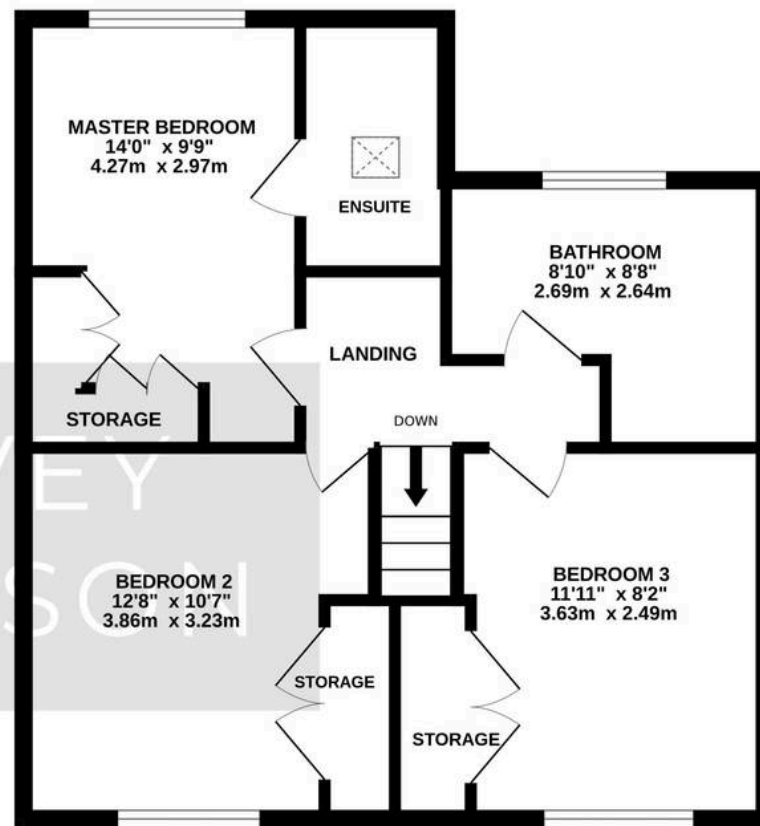 MASTER BEDROOM
14'0" x 9'9"
4.27m x 2.97m
ENSUITE
BATHROOM
8'10" x 8'8"
2.69m x 2.64m
LANDING
STORAGE
DOWN
VEY
SON
BEDROOM 2
12'8" x 10'7"
3.86m x 3.23m
BEDROOM 3
11'11" x 8'2"
3.63m x 2.49m
STORAGE
STORAGE